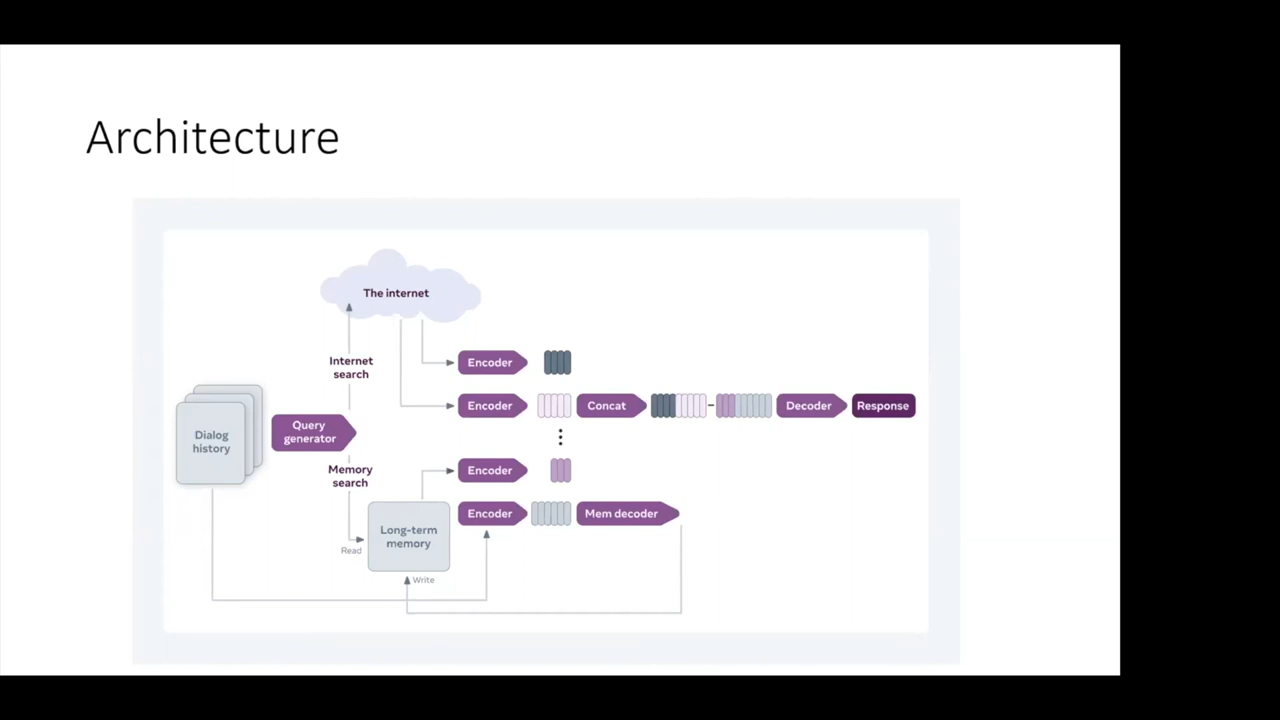 Architecture
The internet
Internet
search
Encoder
Encoder
Concat
Decoder
Response
Dialog
history
Query
generator
Memory
search
Encoder
Encoder
Mem decoder
Long-term
memory
Read
Write